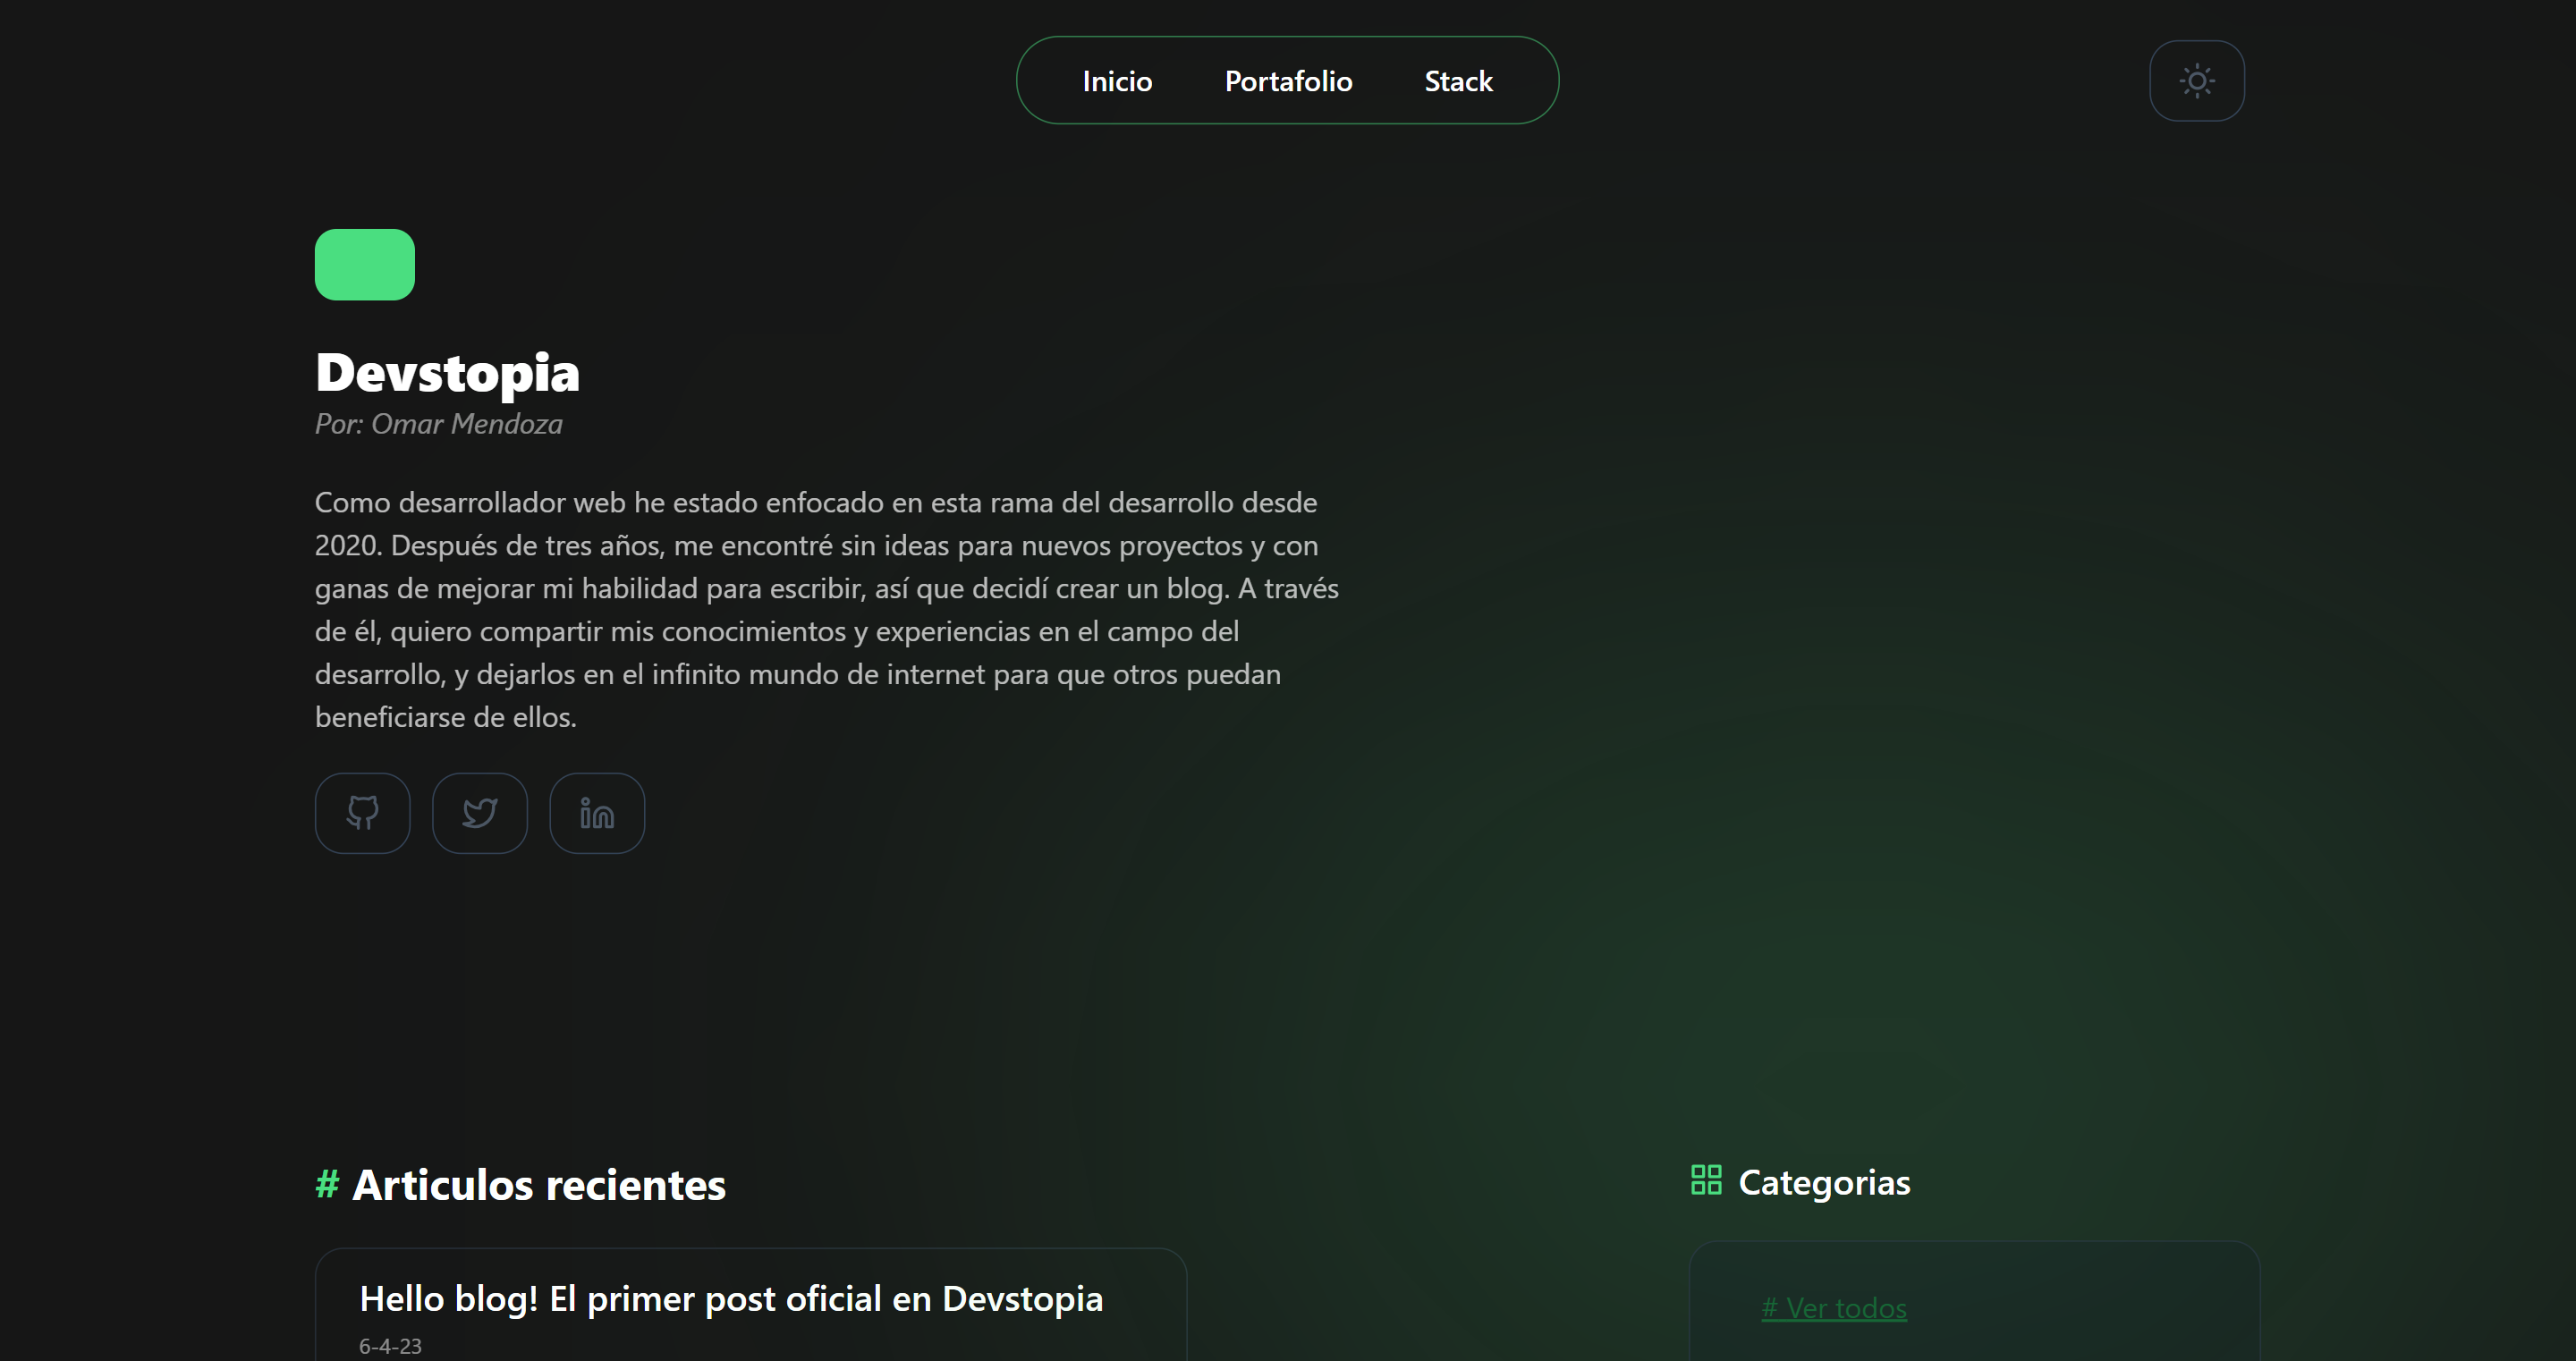 Inicio Portafolio Stack
Devstopia
Por: Omar Mendoza
Como desarrollador web he estado enfocado en esta rama del desarrollo desde
2020. Después de tres años, me encontré sin ideas para nuevos proyectos y con
ganas de mejorar mi habilidad para escribir, así que decidí crear un blog. A través
de él, quiero compartir mis conocimientos y experiencias en el campo del
desarrollo, y dejarlos en el infinito mundo de internet para que otros puedan
beneficiarse de ellos.
# Articulos recientes
Hello blog! El primer post oficial en Devstopia
6-4-23
Categorias
# Ver todos